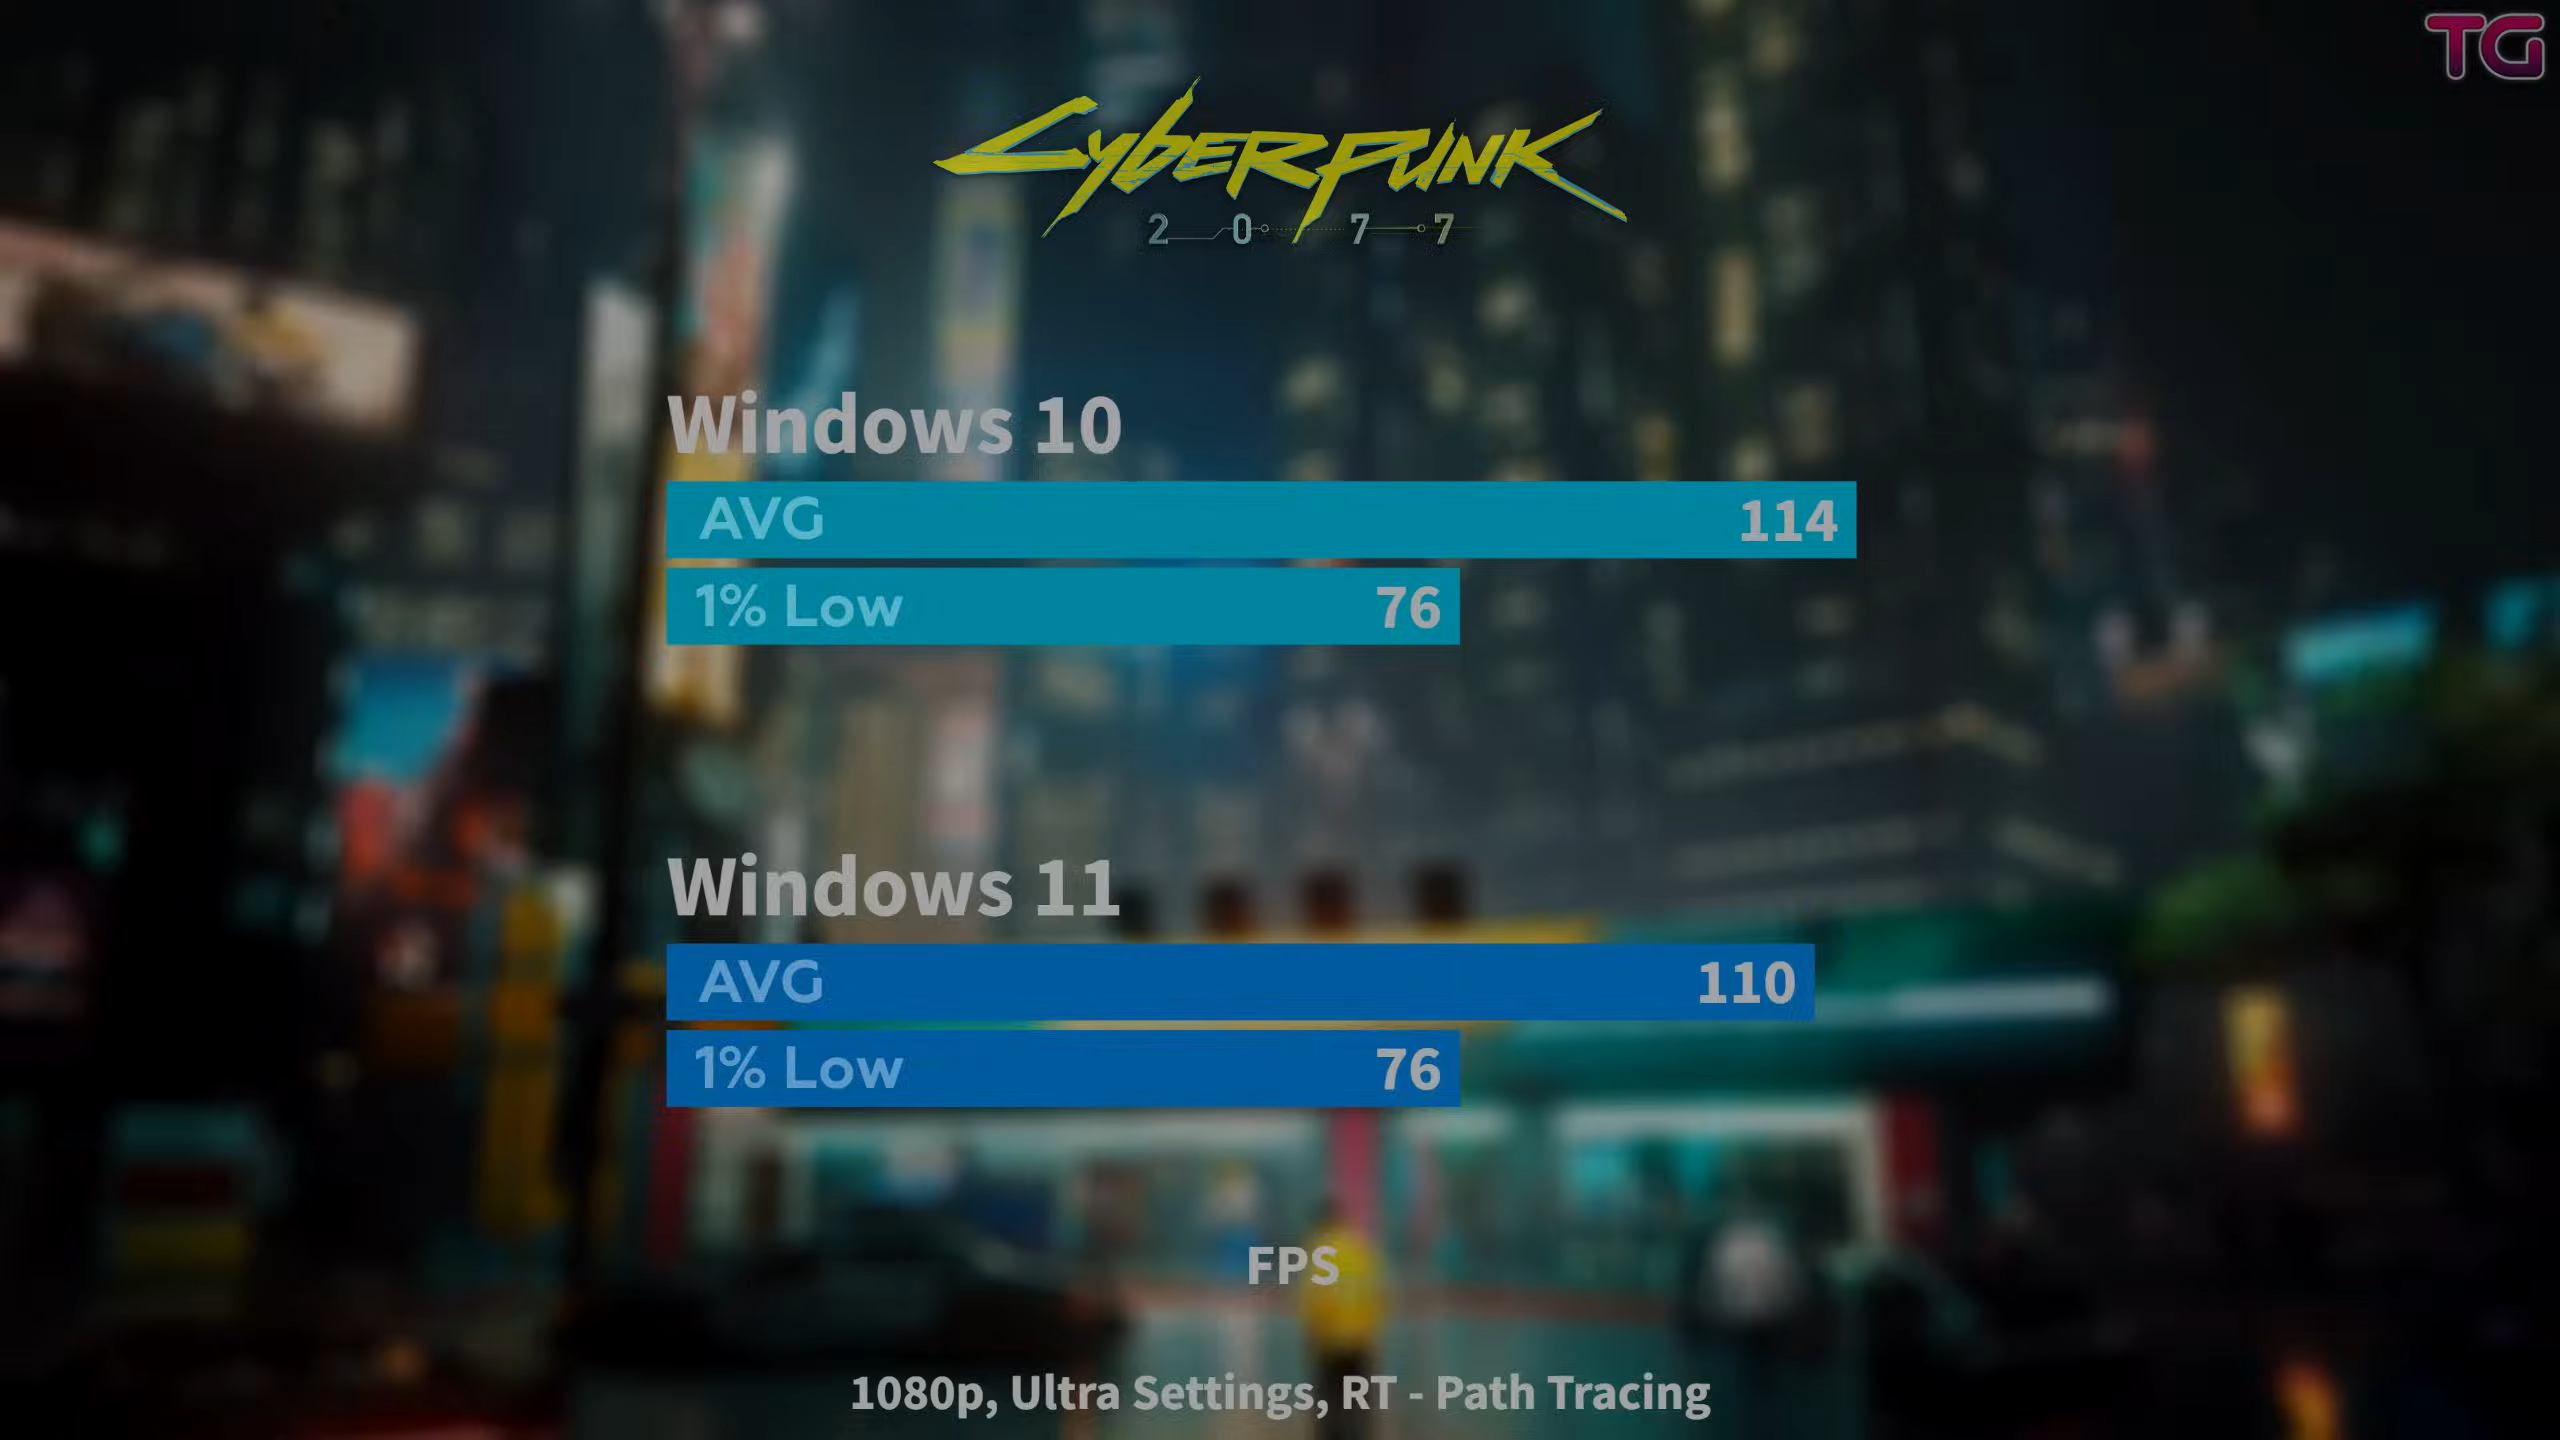 TG
Cyberpunk
2077
Windows 10
AVG 114
1% Low 76
Windows 11
AVG 110
1% Low 76
FPS
1080p, Ultra Settings, RT - Path Tracing